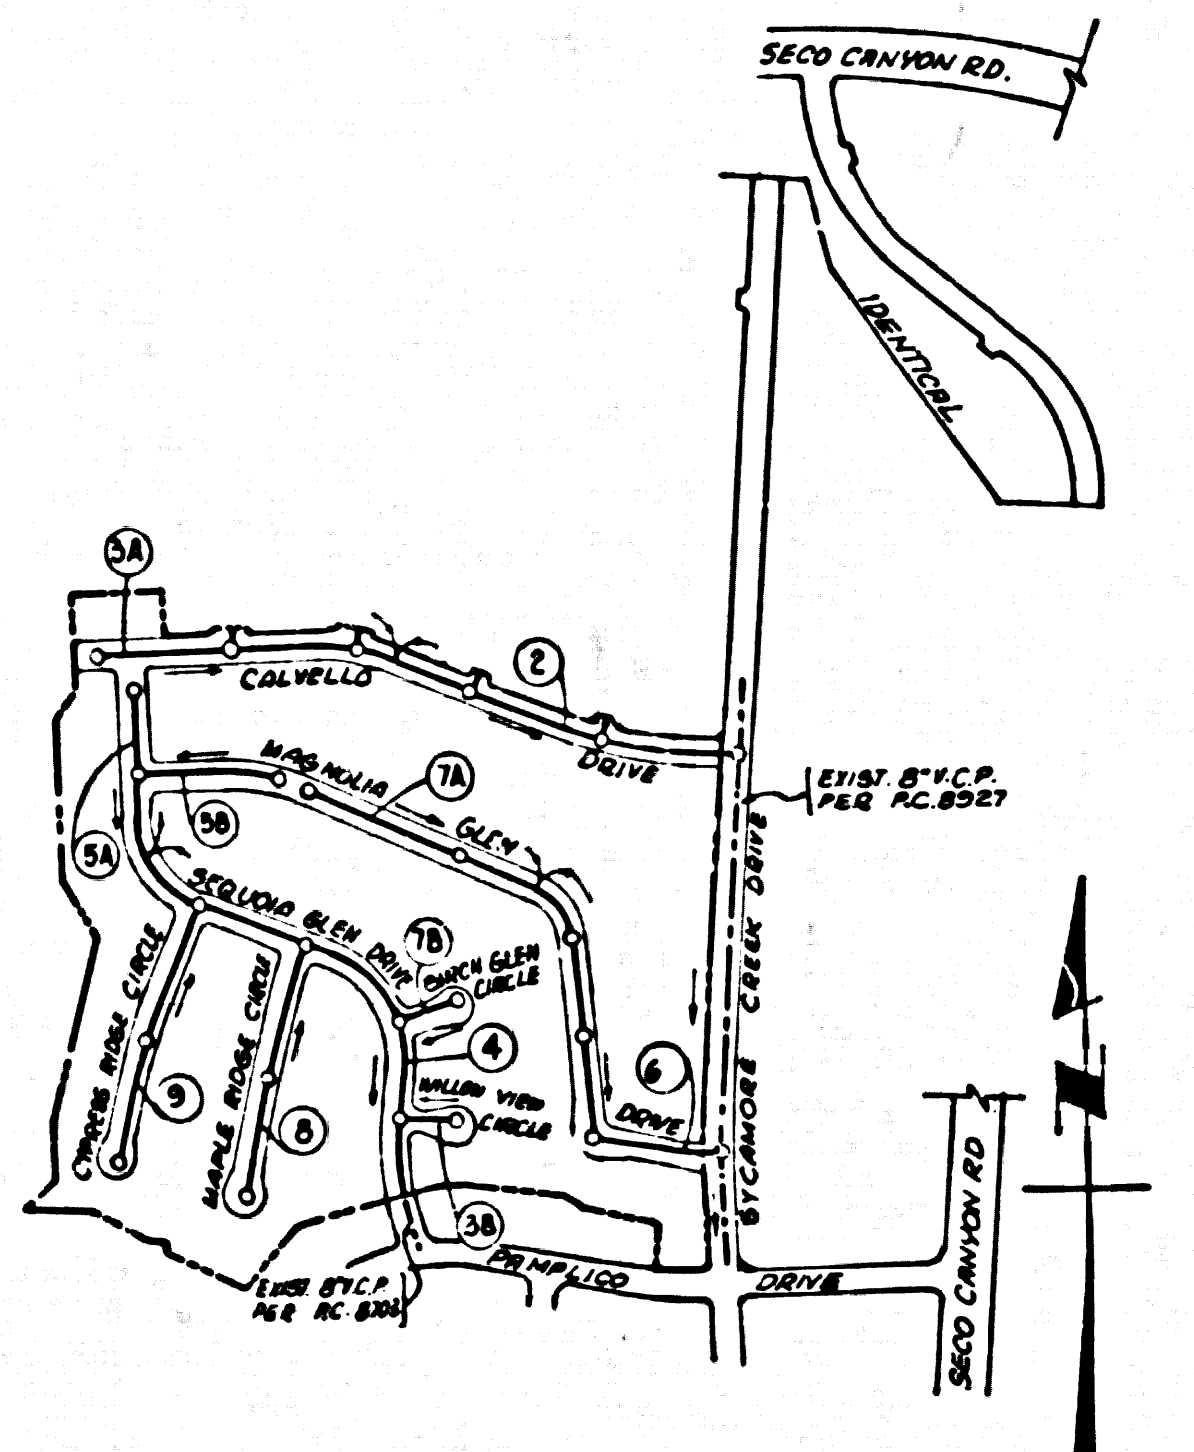 SECO CANYON RD.
IDENTICAL
3A
2
CALVELLO
DRIVE
MAGNOLIA
7A
GLEN
EXIST. 8" V.C.P.
PER P.C. 8927
5B
5A
SEQUOIA GLEN DRIVE
7B
BIRCH GLEN
CIRCLE
CYPRESS RIDGE CIRCLE
MAPLE RIDGE CIRCLE
SYCAMORE CREEK DRIVE
4
6
9
8
WILLOW VIEW
CIRCLE
DRIVE
3B
N
SECO CANYON RD
PAMPLICO
DRIVE
EXIST. 8" V.C.P.
PER P.C.